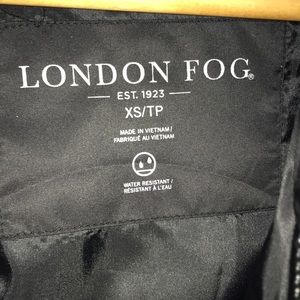 LONDON FOG®
EST. 1923
XS/TP
MADE IN VIETNAM /
FABRIQUÉ AU VIETNAM
WATER RESISTANT /
RÉSISTANT À L'EAU